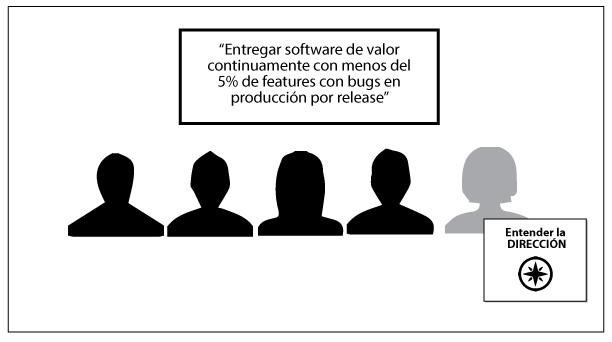 “Entregar software de valor
continuamente con menos del
5% de features con bugs en
producción por release”
Entender la
DIRECCIÓN